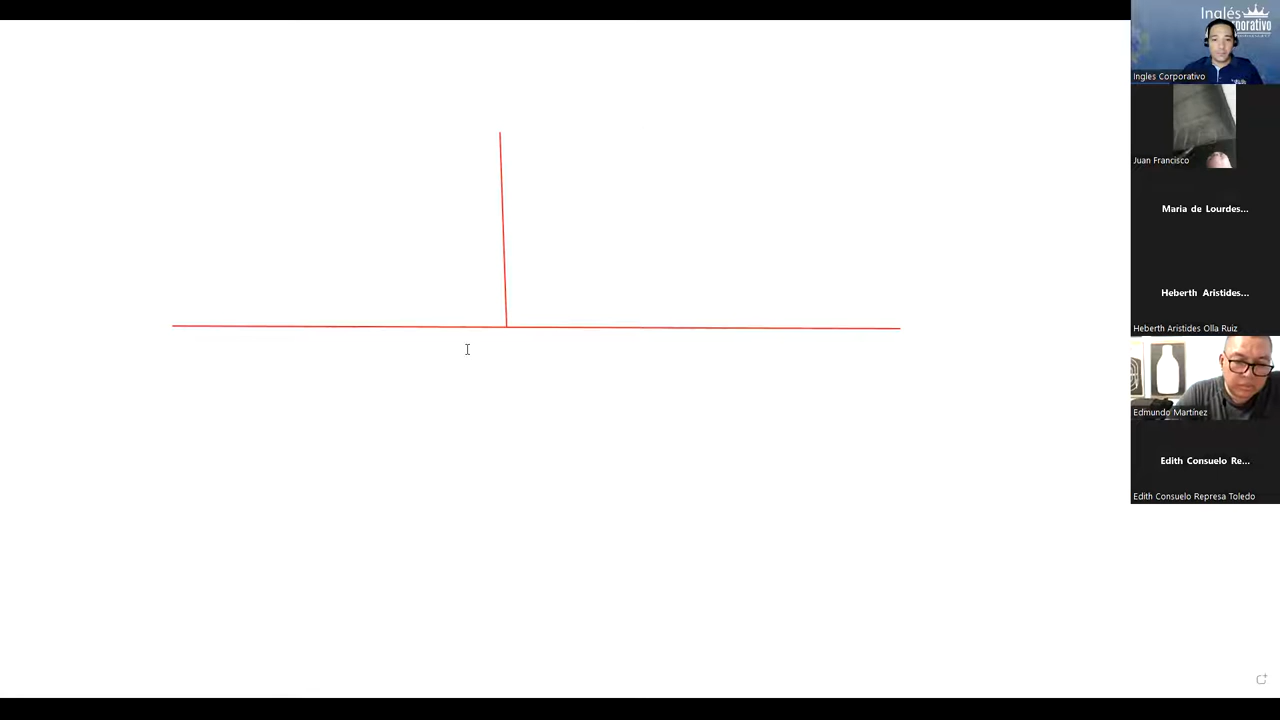 Inglés
Corporativo
Ingles Corporativo
Juan Francisco
Maria de Lourdes...
Heberth Aristides...
Heberth Aristides Olla Ruiz
Edmundo Martínez
Edith Consuelo Re...
Edith Consuelo Represa Toledo